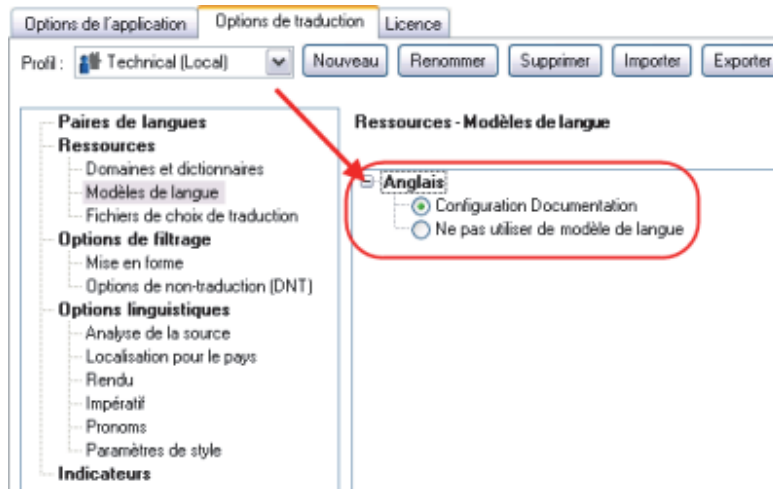 Options de l'application Options de traduction Licence
Profil : Technical (Local) Nouveau Renommer Supprimer Importer Exporter
Paires de langues
Ressources
Domaines et dictionnaires
Modèles de langue
Fichiers de choix de traduction
Options de filtrage
Mise en forme
Options de non-traduction (DNT)
Options linguistiques
Analyse de la source
Localisation pour le pays
Rendu
Impératif
Pronoms
Paramètres de style
Indicateurs
Ressources - Modèles de langue
Anglais
Configuration Documentation
Ne pas utiliser de modèle de langue